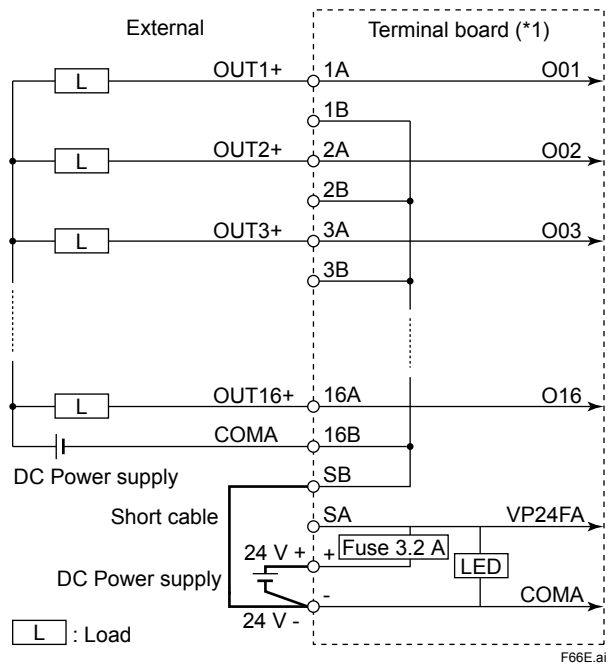 External Terminal board (*1)
OUT1+ 1A O01
L
1B
OUT2+ 2A O02
L
2B
OUT3+ 3A O03
L
3B
OUT16+ 16A O16
L
COMA 16B
DC Power supply
SB
Short cable SA VP24FA
24 V + + Fuse 3.2 A
LED
DC Power supply
- COMA
24 V -
L : Load
F66E.ai